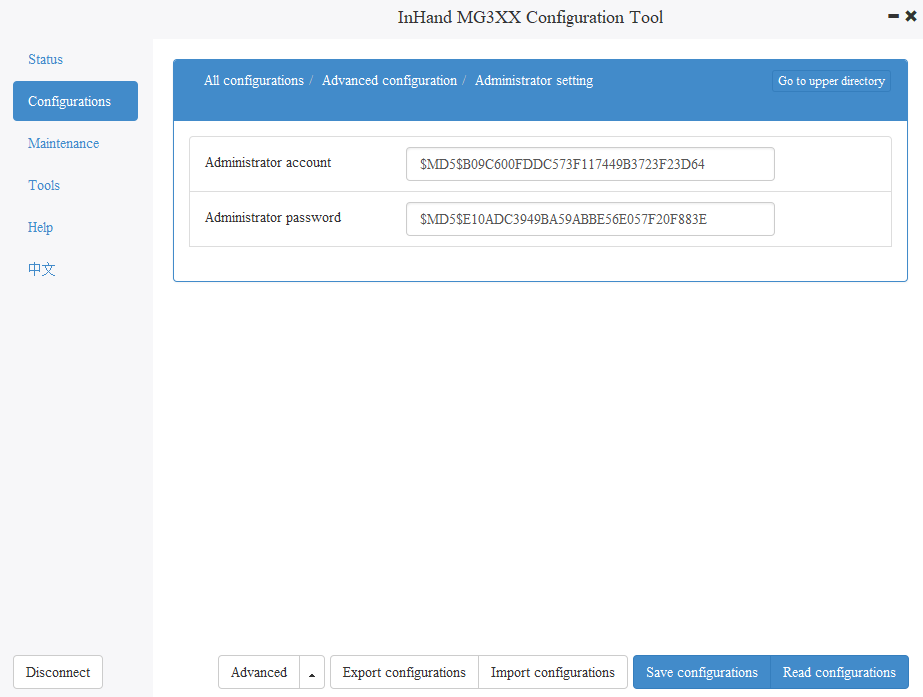 InHand MG3XX Configuration Tool
Status
Configurations
Maintenance
Tools
Help
中文
All configurations / Advanced configuration / Administrator setting
Go to upper directory
Administrator account
$MD5$B09C600FDDC573F117449B3723F23D64
Administrator password
$MD5$E10ADC3949BA59ABBE56E057F20F883E
Disconnect
Advanced
Export configurations
Import configurations
Save configurations
Read configurations